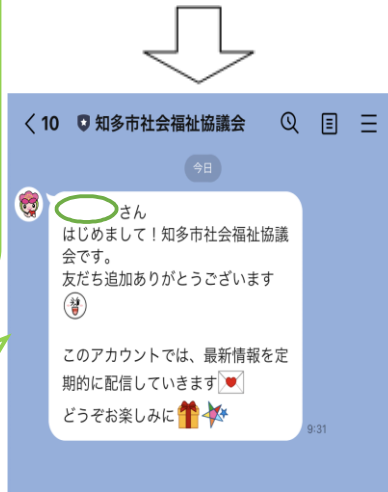 10 知多市社会福祉協議会
今日
さん
はじめまして！知多市社会福祉協議
会です。
友だち追加ありがとうございます
このアカウントでは、最新情報を定
期的に配信していきます
どうぞお楽しみに
9:31